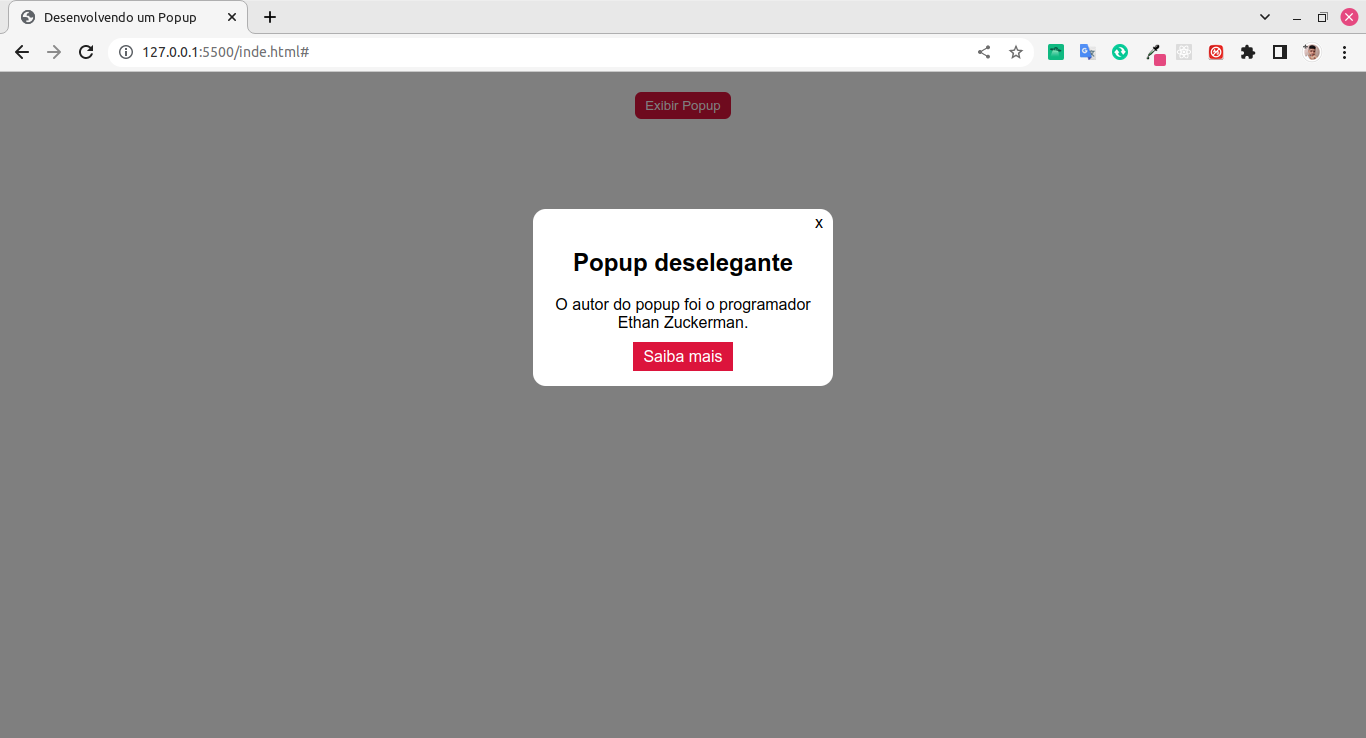 Desenvolvendo um Popup
127.0.0.1:5500/inde.html#
Exibir Popup
x
Popup deselegante
O autor do popup foi o programador
Ethan Zuckerman.
Saiba mais